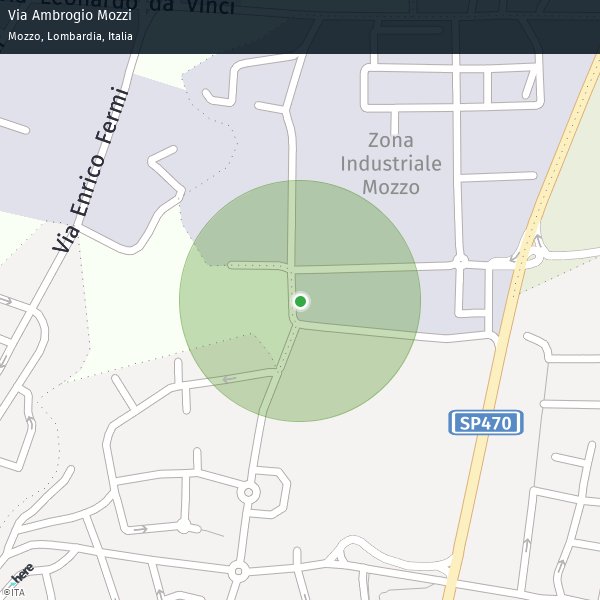 Via Leonardo da Vinci
Via Ambrogio Mozzi
Mozzo, Lombardia, Italia
Via Enrico Fermi
Zona
Industriale
Mozzo
SP470
here
©ITA